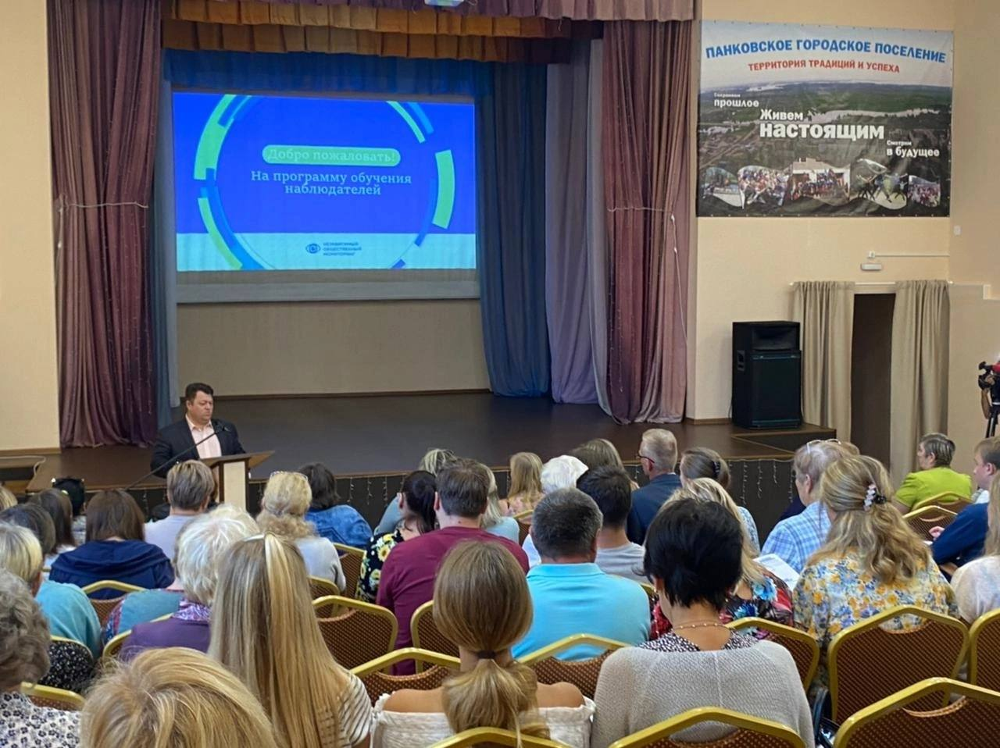 ПАНКОВСКОЕ ГОРОДСКОЕ ПОСЕЛЕНИЕ
ТЕРРИТОРИЯ ТРАДИЦИЙ И УСПЕХА
Сохраняем
прошлое
Живем
настоящим
Смотрим
в будущее
Добро пожаловать!
На программу обучения
наблюдателей
НЕЗАВИСИМЫЙ
ОБЩЕСТВЕННЫЙ
МОНИТОРИНГ